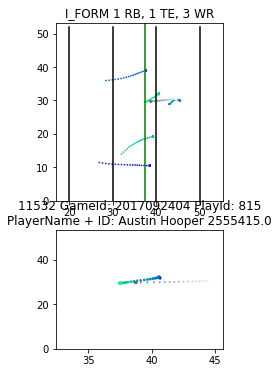 I_FORM 1 RB, 1 TE, 3 WR
50
40
30
20
10
0
20 30 40 50
11532 GameId: 2017092404 PlayId: 815
PlayerName + ID: Austin Hooper 2555415.0
40
20
0
35 40 45